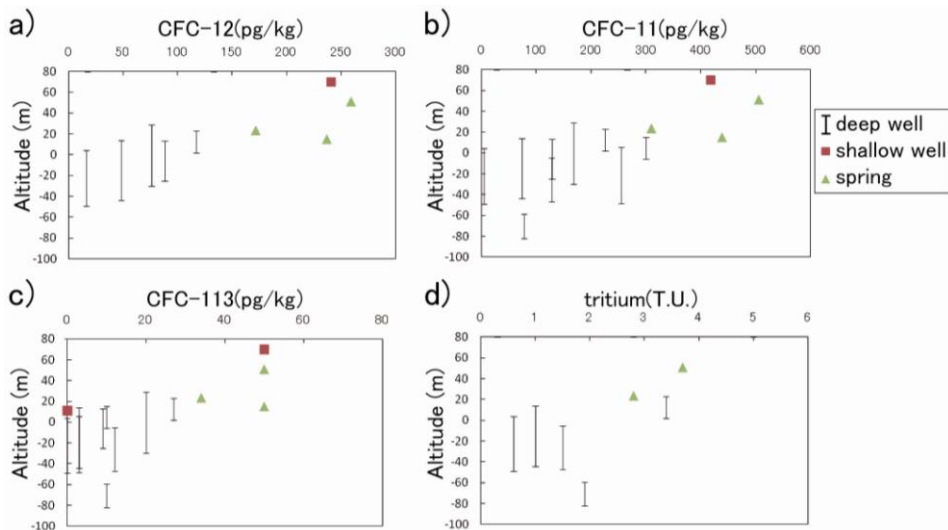 a)
CFC-12(pg/kg)
0 50 100 150 200 250 300
80
60
40
20
0
-20
-40
-60
-80
-100
Altitude (m)
b)
CFC-11(pg/kg)
0 100 200 300 400 500 600
80
60
40
20
0
-20
-40
-60
-80
-100
Altitude (m)
deep well
shallow well
spring
c)
CFC-113(pg/kg)
0 20 40 60 80
80
60
40
20
0
-20
-40
-60
-80
-100
Altitude (m)
d)
tritium(T.U.)
0 1 2 3 4 5 6
80
60
40
20
0
-20
-40
-60
-80
-100
Altitude (m)